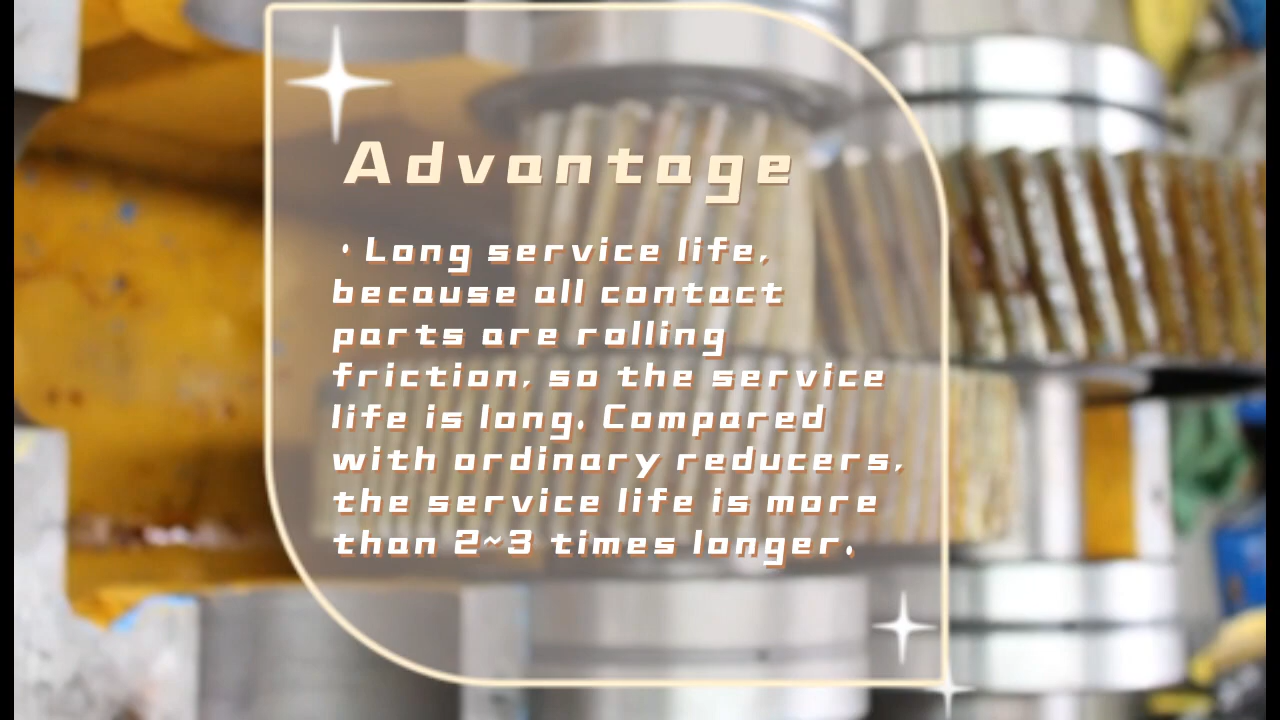 Advantage
· Long service life,
because all contact
parts are rolling
friction, so the service
life is long. Compared
with ordinary reducers,
the service life is more
than 2~3 times longer.